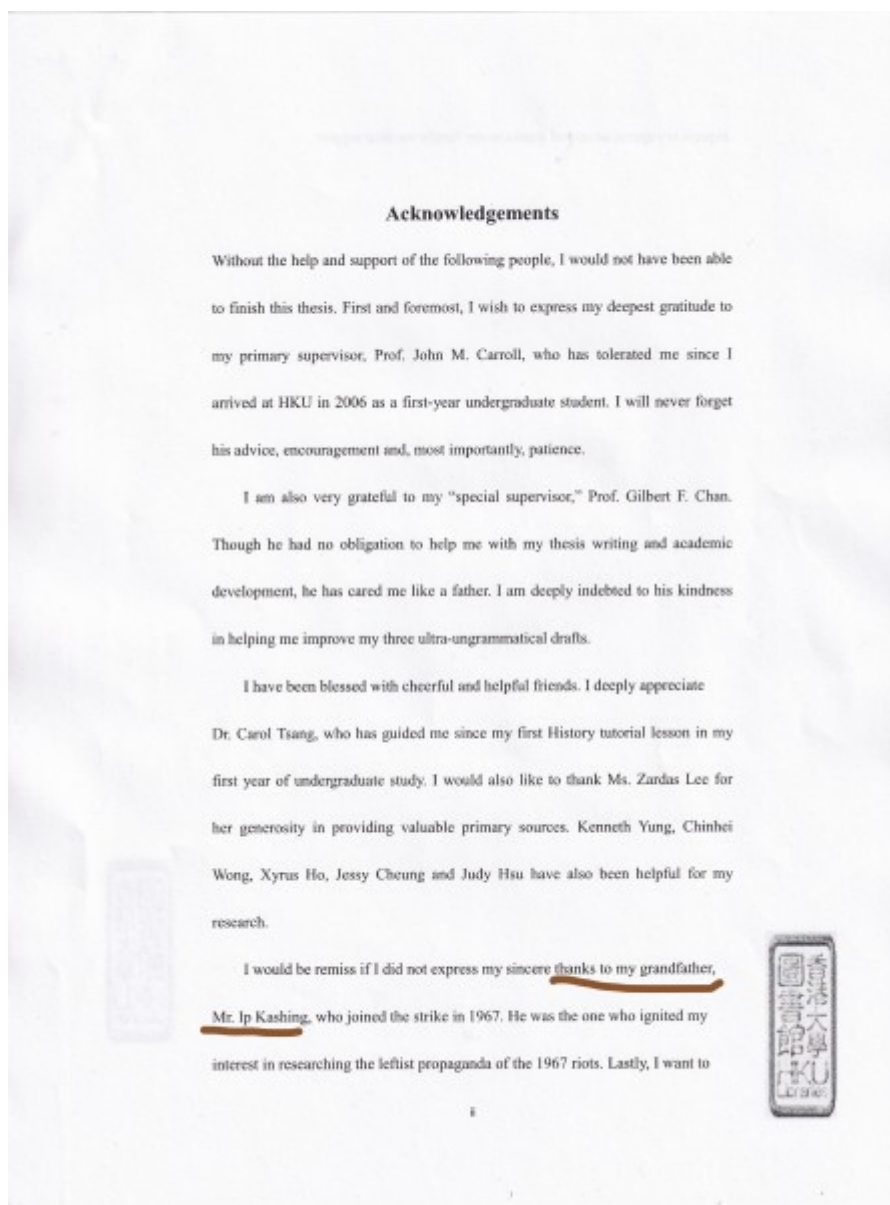 Acknowledgements
Without the help and support of the following people, I would not have been able
to finish this thesis. First and foremost, I wish to express my deepest gratitude to
my primary supervisor, Prof. John M. Carroll, who has tolerated me since I
arrived at HKU in 2006 as a first-year undergraduate student. I will never forget
his advice, encouragement and, most importantly, patience.
I am also very grateful to my “special supervisor,” Prof. Gilbert F. Chan.
Though he had no obligation to help me with my thesis writing and academic
development, he has cared me like a father. I am deeply indebted to his kindness
in helping me improve my three ultra-ungrammatical drafts.
I have been blessed with cheerful and helpful friends. I deeply appreciate
Dr. Carol Tsang, who has guided me since my first History tutorial lesson in my
first year of undergraduate study. I would also like to thank Ms. Zardas Lee for
her generosity in providing valuable primary sources. Kenneth Yung, Chinhei
Wong, Xyrus Ho, Jessy Cheung and Judy Hsu have also been helpful for my
research.
I would be remiss if I did not express my sincere thanks to my grandfather,
Mr. Ip Kashing, who joined the strike in 1967. He was the one who ignited my
interest in researching the leftist propaganda of the 1967 riots. Lastly, I want to
ii
香港大學
圖書館
HKU
Libraries